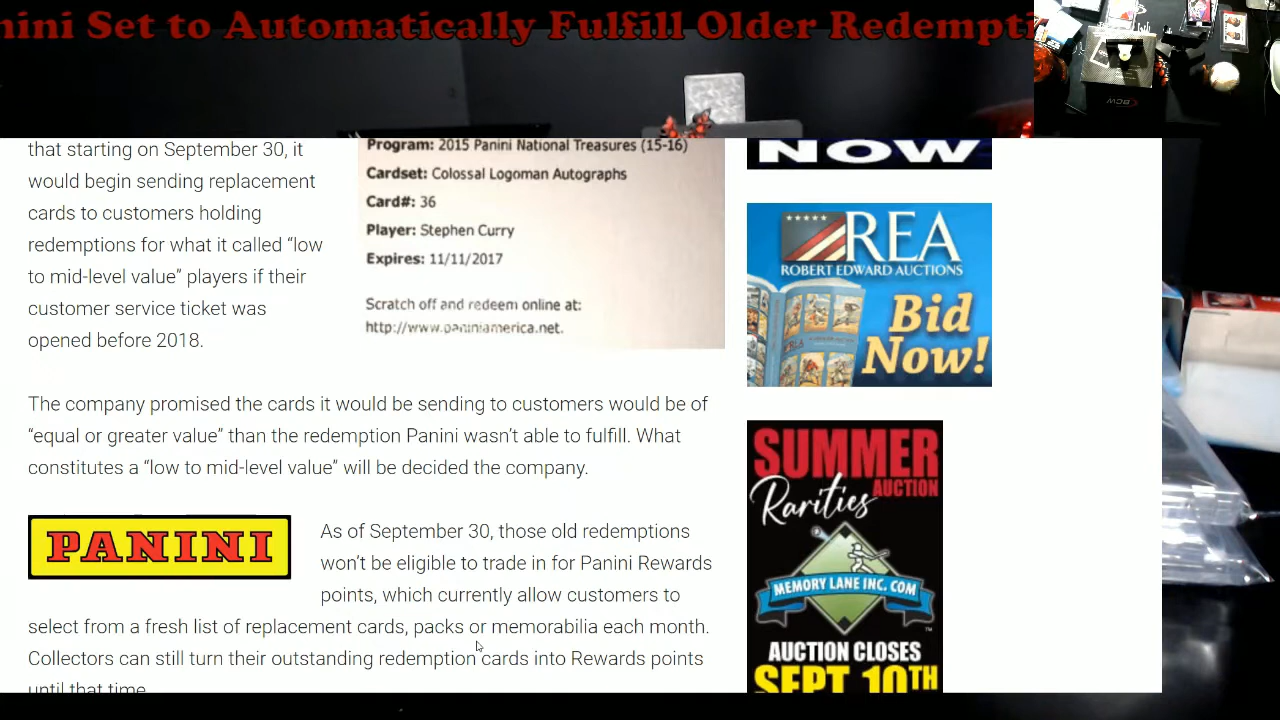 nini Set to Automatically Fulfill Older Redempti
BCW
that starting on September 30, it
would begin sending replacement
cards to customers holding
redemptions for what it called “low
to mid-level value” players if their
customer service ticket was
opened before 2018.
Program: 2015 Panini National Treasures (15-16)
Cardset: Colossal Logoman Autographs
Card#: 36
Player: Stephen Curry
Expires: 11/11/2017
Scratch off and redeem online at:
http://www.paniniamerica.net.
The company promised the cards it would be sending to customers would be of
“equal or greater value” than the redemption Panini wasn’t able to fulfill. What
constitutes a “low to mid-level value” will be decided the company.
PANINI
As of September 30, those old redemptions
won’t be eligible to trade in for Panini Rewards
points, which currently allow customers to
select from a fresh list of replacement cards, packs or memorabilia each month.
Collectors can still turn their outstanding redemption cards into Rewards points
until that time
NOW
REA
ROBERT EDWARD AUCTIONS
Bid
Now!
SUMMER
Rarities AUCTION
MEMORY LANE INC.COM
TM
AUCTION CLOSES
SEPT 10TH